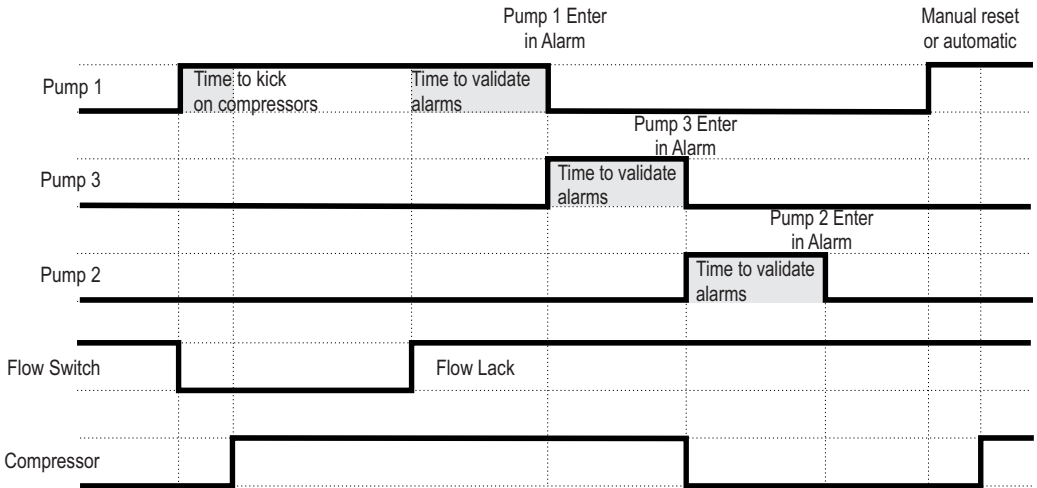 Pump 1 Enter
in Alarm
Manual reset
or automatic
Pump 1
Time to kick
on compressors
Time to validate
alarms
Pump 3 Enter
in Alarm
Pump 3
Time to validate
alarms
Pump 2 Enter
in Alarm
Pump 2
Time to validate
alarms
Flow Switch
Flow Lack
Compressor